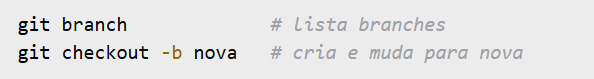 git branch            # lista branches
git checkout -b nova   # cria e muda para nova